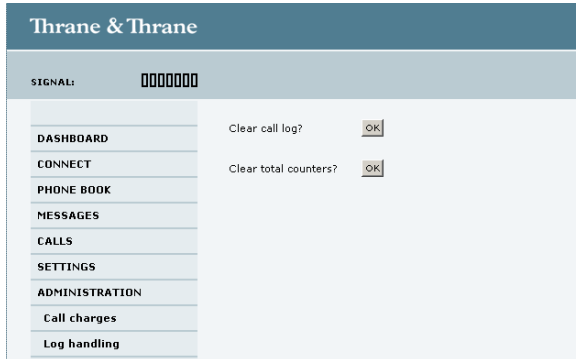 Thrane & Thrane
SIGNAL:
DASHBOARD
CONNECT
PHONE BOOK
MESSAGES
CALLS
SETTINGS
ADMINISTRATION
Call charges
Log handling
Clear call log? OK
Clear total counters? OK